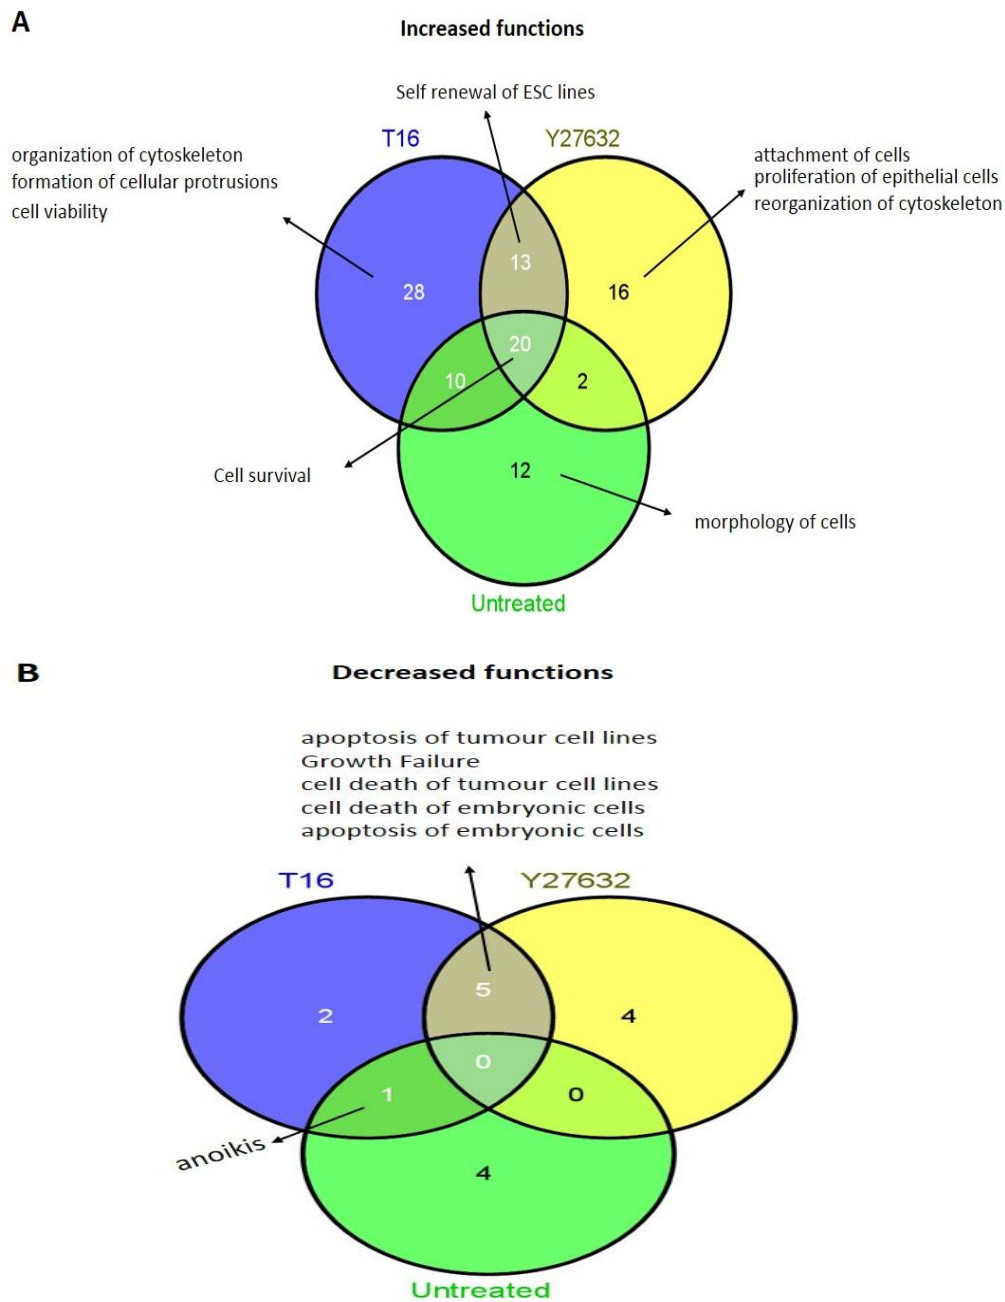 A
Increased functions
Self renewal of ESC lines
T16
Y27632
organization of cytoskeleton
formation of cellular protrusions
cell viability
attachment of cells
proliferation of epithelial cells
reorganization of cytoskeleton
13
28
16
20
10
2
12
Cell survival
morphology of cells
Untreated
B
Decreased functions
apoptosis of tumour cell lines
Growth Failure
cell death of tumour cell lines
cell death of embryonic cells
apoptosis of embryonic cells
T16
Y27632
5
2
4
0
1
0
anoikis
4
Untreated